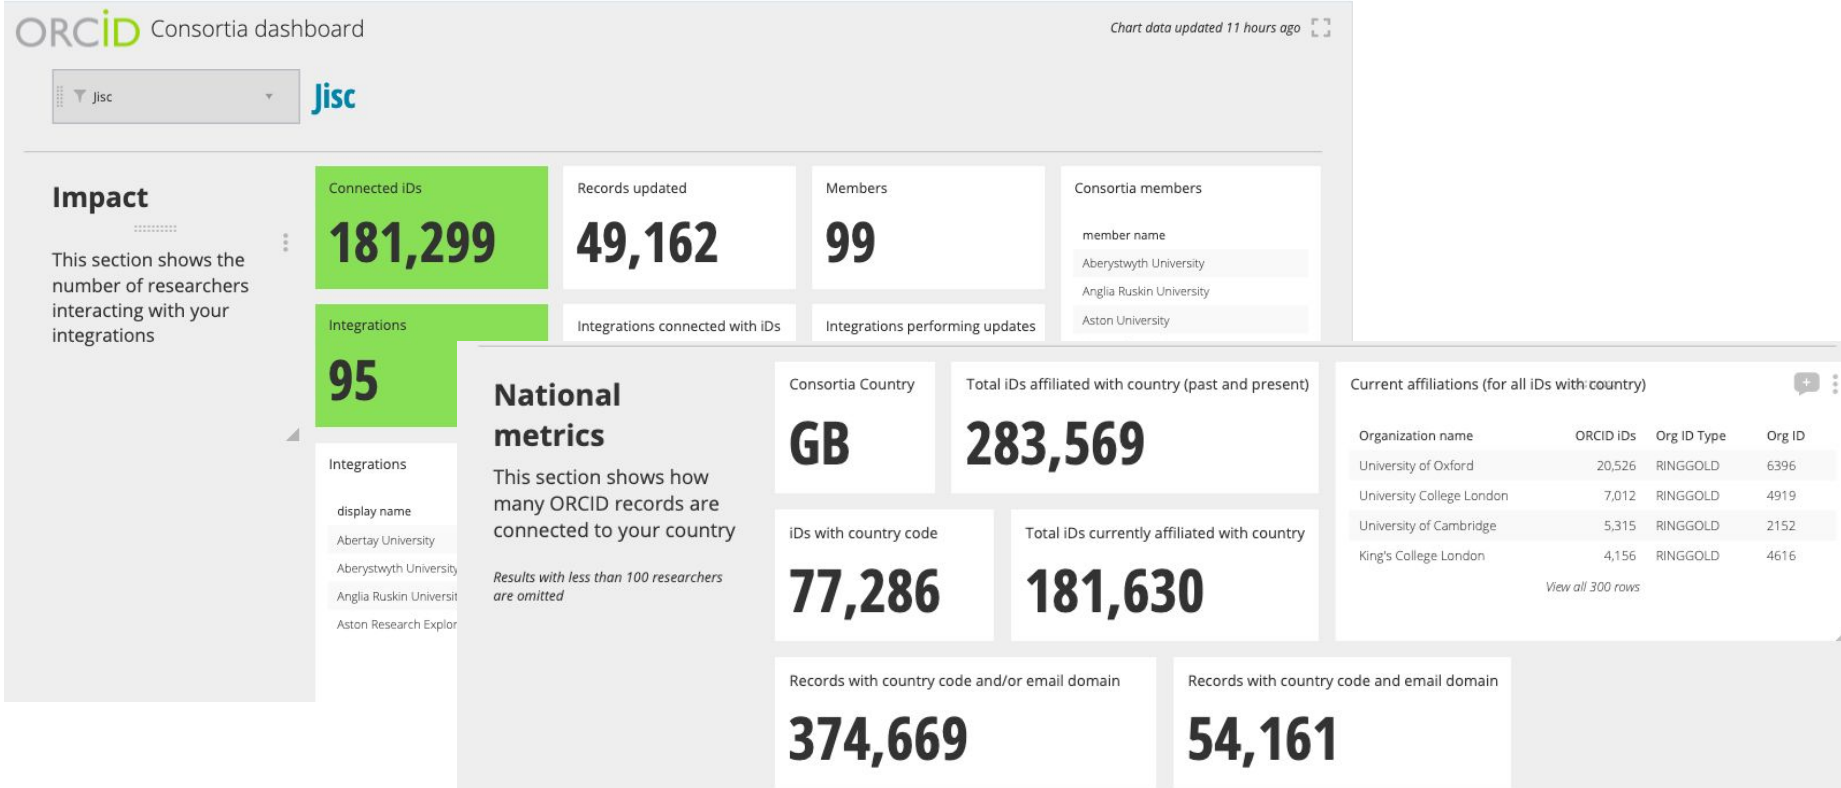 ORCiD Consortia dashboard
Chart data updated 11 hours ago
Jisc
Jisc
Impact
This section shows the
number of researchers
interacting with your
integrations
Connected iDs
181,299
Records updated
49,162
Members
99
Consortia members
member name
Aberystwyth University
Anglia Ruskin University
Aston University
Integrations
95
Integrations connected with iDs
Integrations performing updates
Integrations
display name
Abertay University
Aberystwyth University
Anglia Ruskin Universit
Aston Research Explor
National
metrics
This section shows how
many ORCID records are
connected to your country
Results with less than 100 researchers
are omitted
Consortia Country
GB
Total iDs affiliated with country (past and present)
283,569
Current affiliations (for all iDs with country)
Organization name ORCID iDs Org ID Type Org ID
University of Oxford 20,526 RINGGOLD 6396
University College London 7,012 RINGGOLD 4919
University of Cambridge 5,315 RINGGOLD 2152
King's College London 4,156 RINGGOLD 4616
View all 300 rows
iDs with country code
77,286
Total iDs currently affiliated with country
181,630
Records with country code and/or email domain
374,669
Records with country code and email domain
54,161